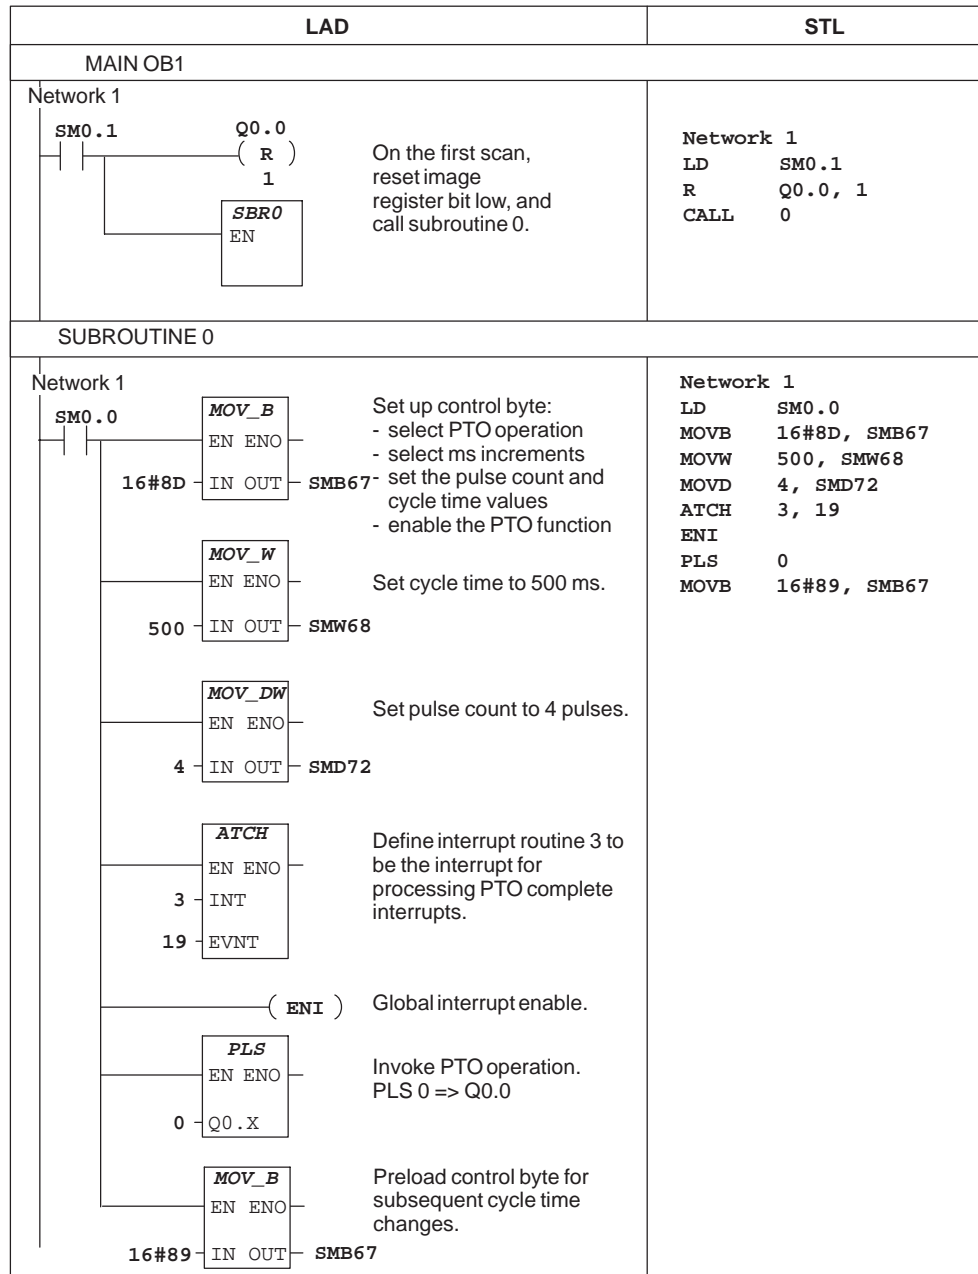 LAD
STL
MAIN OB1
Network 1
SM0.1
Q0.0
( R )
1
SBR0
EN
On the first scan,
reset image
register bit low, and
call subroutine 0.
Network 1
LD SM0.1
R Q0.0, 1
CALL 0
SUBROUTINE 0
Network 1
SM0.0
MOV_B
EN ENO
16#8D IN OUT SMB67
Set up control byte:
- select PTO operation
- select ms increments
- set the pulse count and
cycle time values
- enable the PTO function
MOV_W
EN ENO
500 IN OUT SMW68
Set cycle time to 500 ms.
MOV_DW
EN ENO
4 IN OUT SMD72
Set pulse count to 4 pulses.
ATCH
EN ENO
3 INT
19 EVNT
Define interrupt routine 3 to
be the interrupt for
processing PTO complete
interrupts.
( ENI )
Global interrupt enable.
PLS
EN ENO
0 Q0.X
Invoke PTO operation.
PLS 0 => Q0.0
MOV_B
EN ENO
16#89 IN OUT SMB67
Preload control byte for
subsequent cycle time
changes.
Network 1
LD SM0.0
MOVB 16#8D, SMB67
MOVW 500, SMW68
MOVD 4, SMD72
ATCH 3, 19
ENI
PLS 0
MOVB 16#89, SMB67